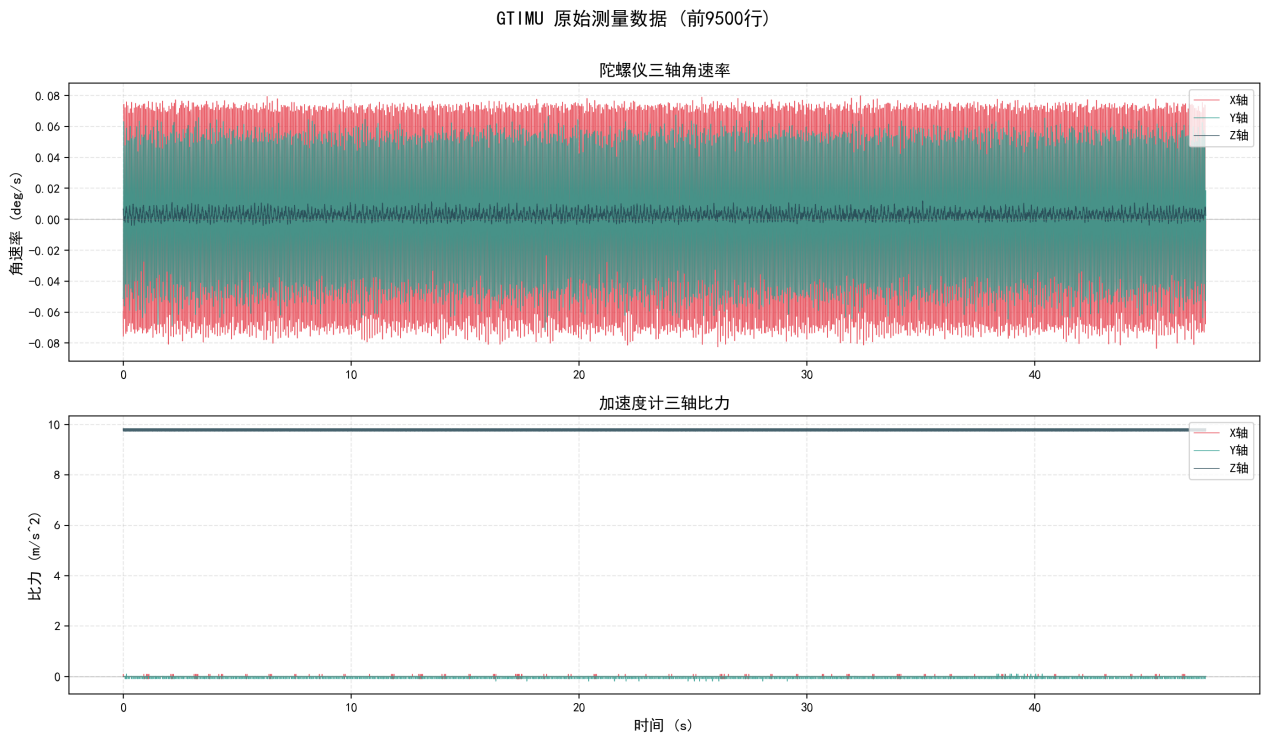 GTIMU 原始测量数据 (前9500行)
陀螺仪三轴角速率
角速率 (deg/s)
0.08
0.06
0.04
0.02
0.00
−0.02
−0.04
−0.06
−0.08
X轴
Y轴
Z轴
0 10 20 30 40
加速度计三轴比力
比力 (m/s^2)
10
8
6
4
2
0
X轴
Y轴
Z轴
0 10 20 30 40
时间 (s)